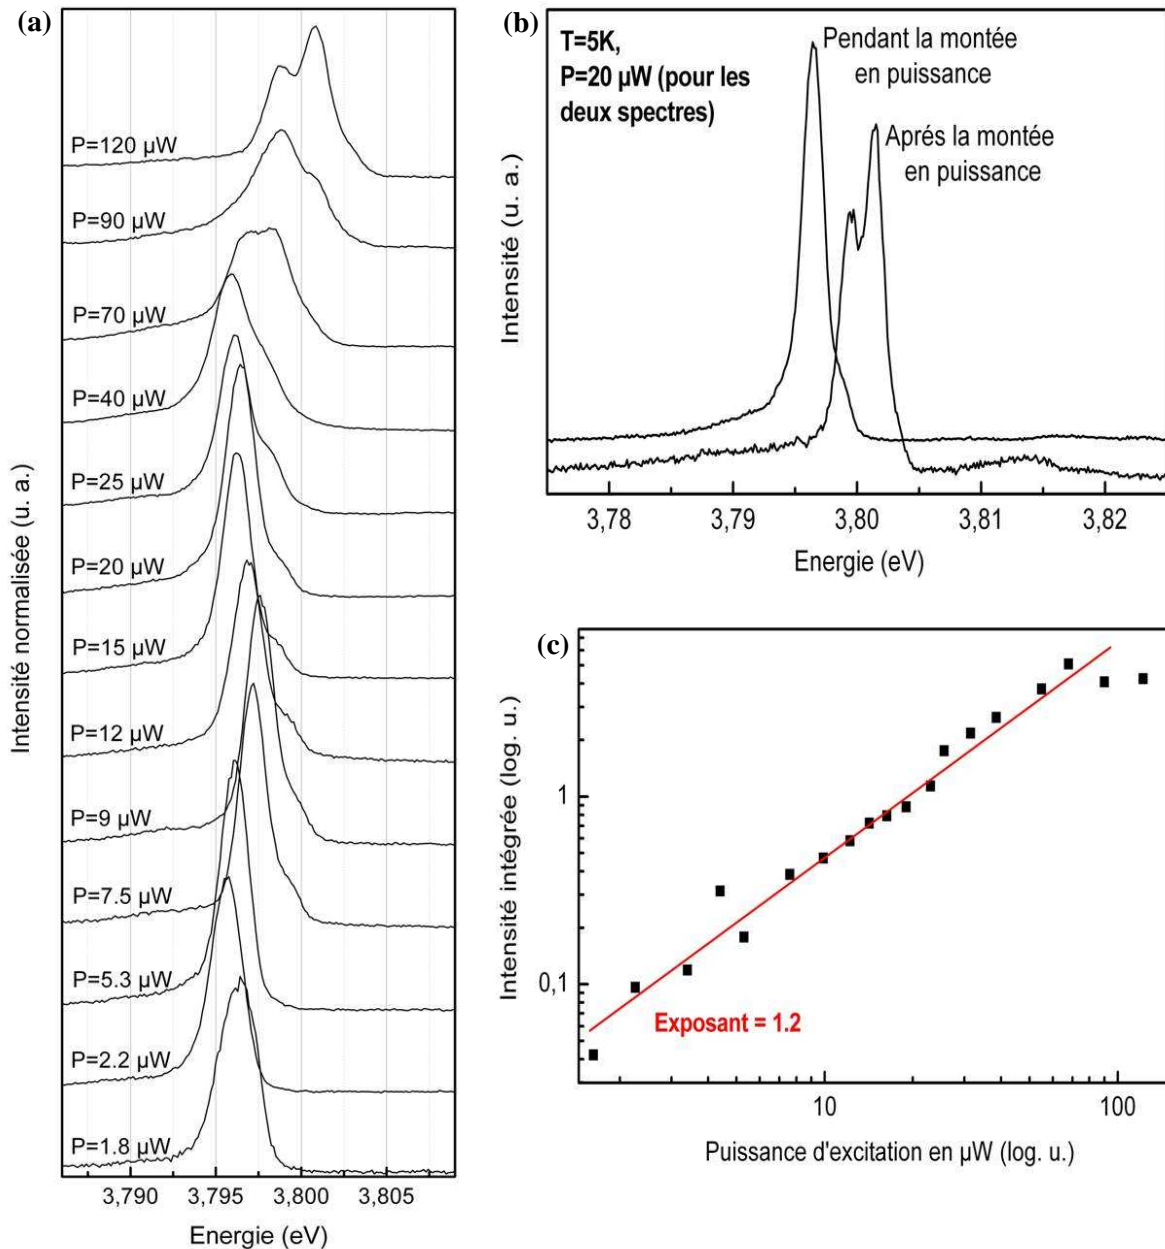 (a)
P=120 µW
P=90 µW
P=70 µW
P=40 µW
P=25 µW
P=20 µW
P=15 µW
P=12 µW
P=9 µW
P=7.5 µW
P=5.3 µW
P=2.2 µW
P=1.8 µW
Intensité normalisée (u. a.)
3,790 3,795 3,800 3,805
Energie (eV)
(b)
T=5K,
P=20 µW (pour les
deux spectres)
Pendant la montée
en puissance
Aprés la montée
en puissance
Intensité (u. a.)
3,78 3,79 3,80 3,81 3,82
Energie (eV)
(c)
Intensité intégrée (log. u.)
1
0,1
Exposant = 1.2
10 100
Puissance d'excitation en µW (log. u.)